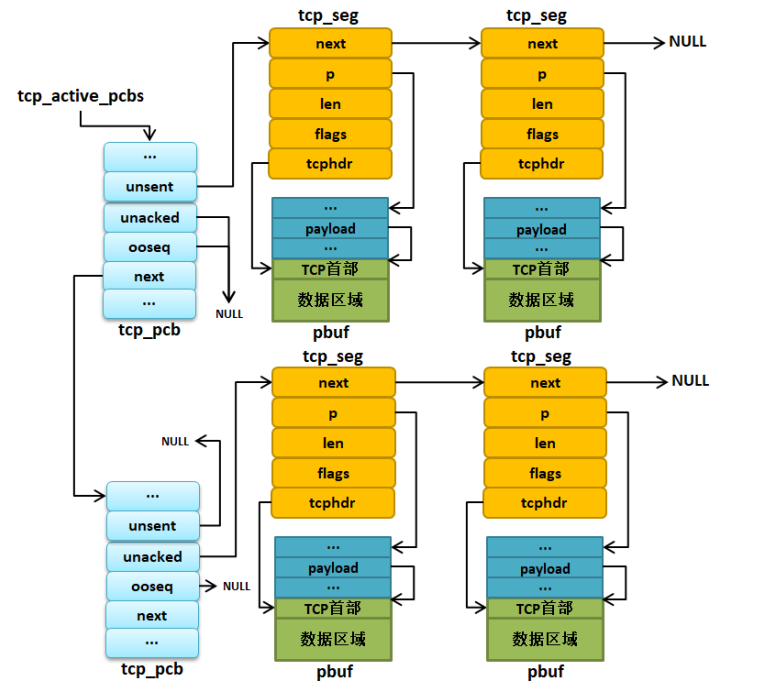 tcp_seg
tcp_seg
next
next
NULL
p
p
tcp_active_pcbs
len
len
flags
flags
...
tcphdr
tcphdr
unsent
unacked
...
...
payload
payload
ooseq
...
...
next
TCP首部
TCP首部
...
数据区域
数据区域
NULL
tcp_pcb
pbuf
pbuf
tcp_seg
tcp_seg
next
next
NULL
p
p
NULL
len
len
flags
flags
...
tcphdr
tcphdr
unsent
unacked
...
...
payload
payload
ooseq
NULL
...
...
next
TCP首部
TCP首部
...
数据区域
数据区域
tcp_pcb
pbuf
pbuf